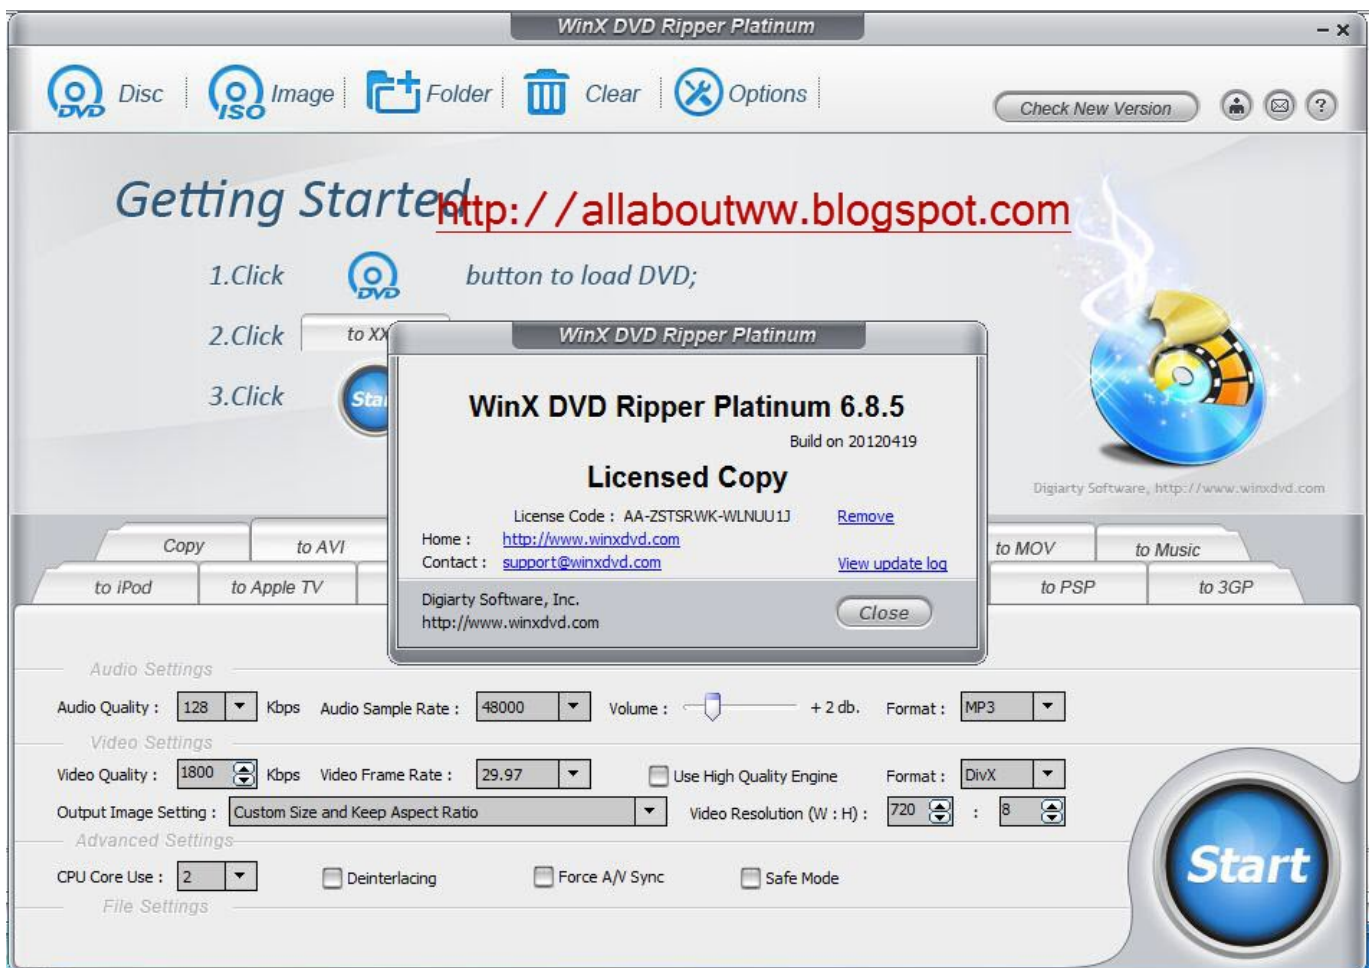 WinX DVD Ripper Platinum
DVD Disc ISO Image Folder Clear Options Check New Version ?
Getting Started
http://allaboutww.blogspot.com
1.Click DVD button to load DVD;
2.Click to XX
3.Click Start
WinX DVD Ripper Platinum
WinX DVD Ripper Platinum 6.8.5
Build on 20120419
Licensed Copy
License Code : AA-ZSTSRWK-WLNUU1J Remove
Home : http://www.winxdvd.com
Contact : support@winxdvd.com View update log
Digiarty Software, Inc.
http://www.winxdvd.com
Close
Digiarty Software, http://www.winxdvd.com
Copy to AVI to MOV to Music
to iPod to Apple TV to PSP to 3GP
Audio Settings
Audio Quality : 128 Kbps Audio Sample Rate : 48000 Volume : + 2 db. Format : MP3
Video Settings
Video Quality : 1800 Kbps Video Frame Rate : 29.97 Use High Quality Engine Format : DivX
Output Image Setting : Custom Size and Keep Aspect Ratio Video Resolution (W : H) : 720 : 8
Advanced Settings
CPU Core Use : 2 Deinterlacing Force A/V Sync Safe Mode
File Settings
Start